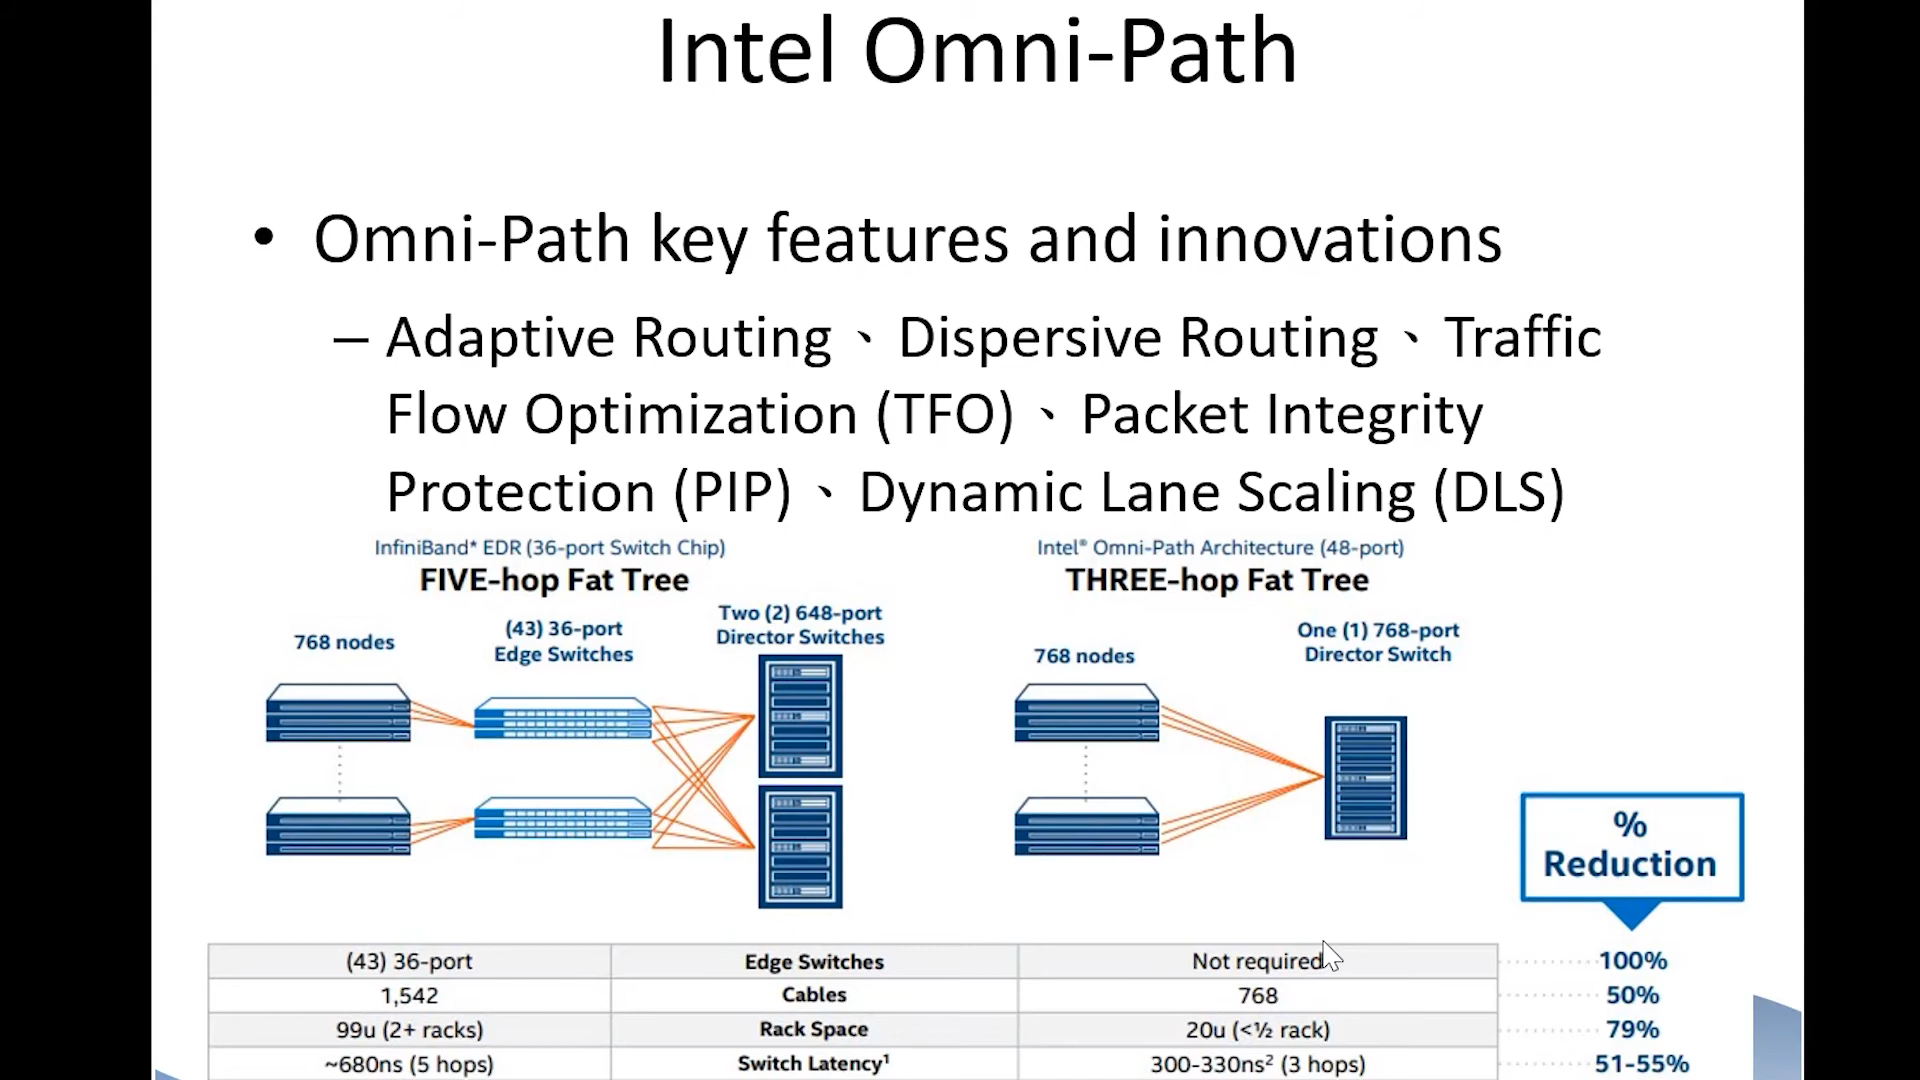 Intel Omni-Path
• Omni-Path key features and innovations
– Adaptive Routing、Dispersive Routing、Traffic
Flow Optimization (TFO)、Packet Integrity
Protection (PIP)、Dynamic Lane Scaling (DLS)
InfiniBand* EDR (36-port Switch Chip)
FIVE-hop Fat Tree
768 nodes
(43) 36-port
Edge Switches
Two (2) 648-port
Director Switches
Intel® Omni-Path Architecture (48-port)
THREE-hop Fat Tree
768 nodes
One (1) 768-port
Director Switch
%
Reduction
(43) 36-port Edge Switches Not required 100%
1,542 Cables 768 50%
99u (2+ racks) Rack Space 20u (<½ rack) 79%
~680ns (5 hops) Switch Latency¹ 300-330ns² (3 hops) 51-55%